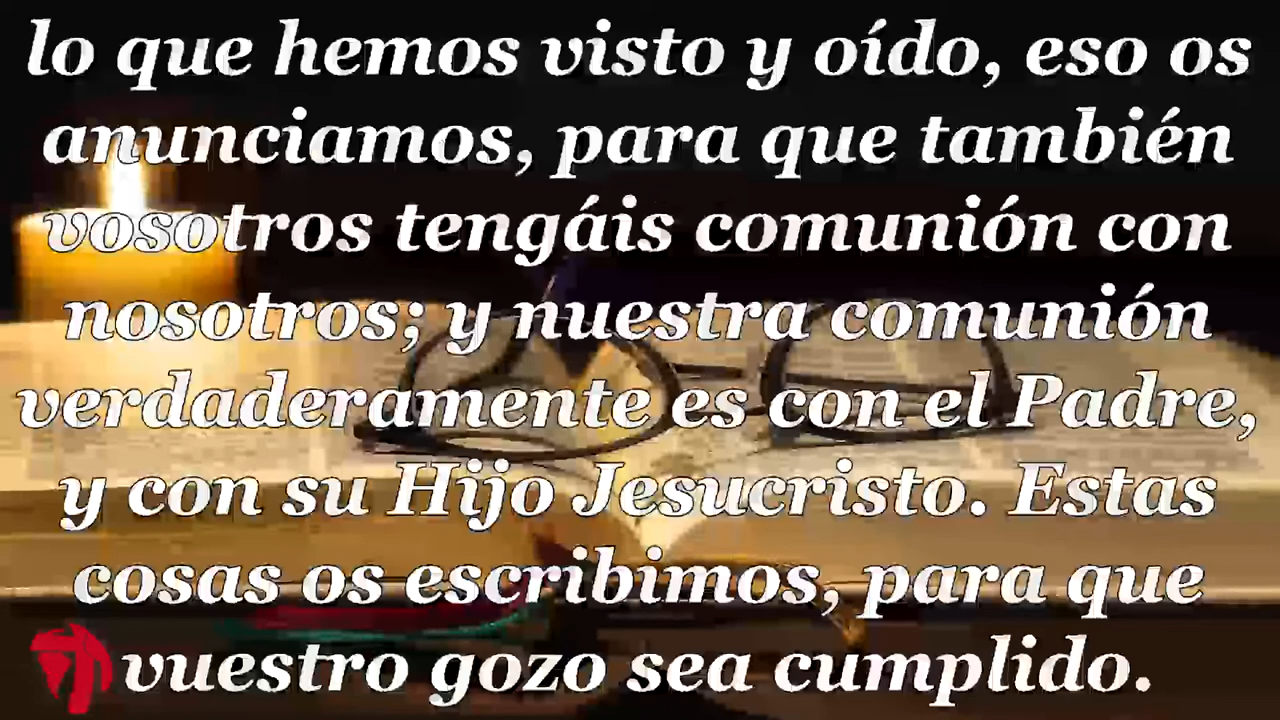 lo que hemos visto y oído, eso os
anunciamos, para que también
vosotros tengáis comunión con
nosotros; y nuestra comunión
verdaderamente es con el Padre,
y con su Hijo Jesucristo. Estas
cosas os escribimos, para que
vuestro gozo sea cumplido.